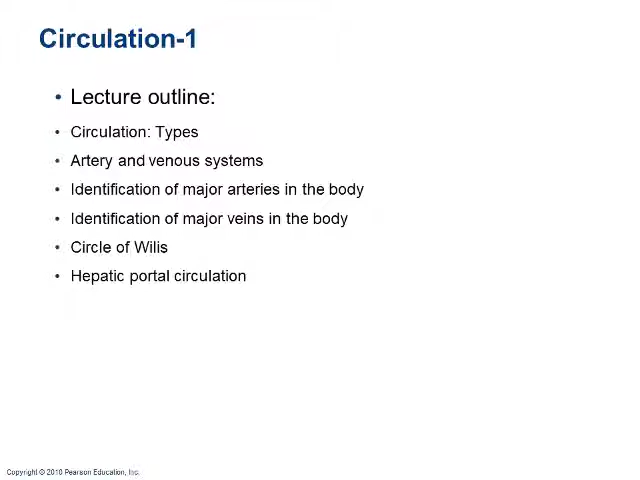 Circulation-1
• Lecture outline:
• Circulation: Types
• Artery and venous systems
• Identification of major arteries in the body
• Identification of major veins in the body
• Circle of Wilis
• Hepatic portal circulation
Copyright © 2010 Pearson Education, Inc.